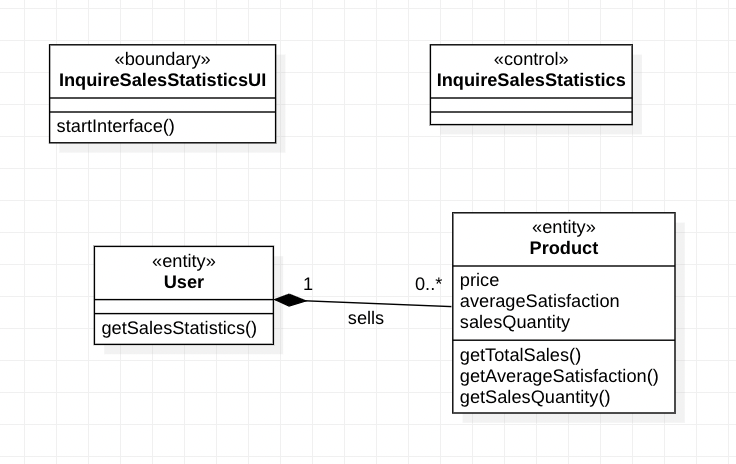 «boundary»
InquireSalesStatisticsUI
startInterface()
«control»
InquireSalesStatistics
«entity»
User
getSalesStatistics()
1
0..*
sells
«entity»
Product
price
averageSatisfaction
salesQuantity
getTotalSales()
getAverageSatisfaction()
getSalesQuantity()